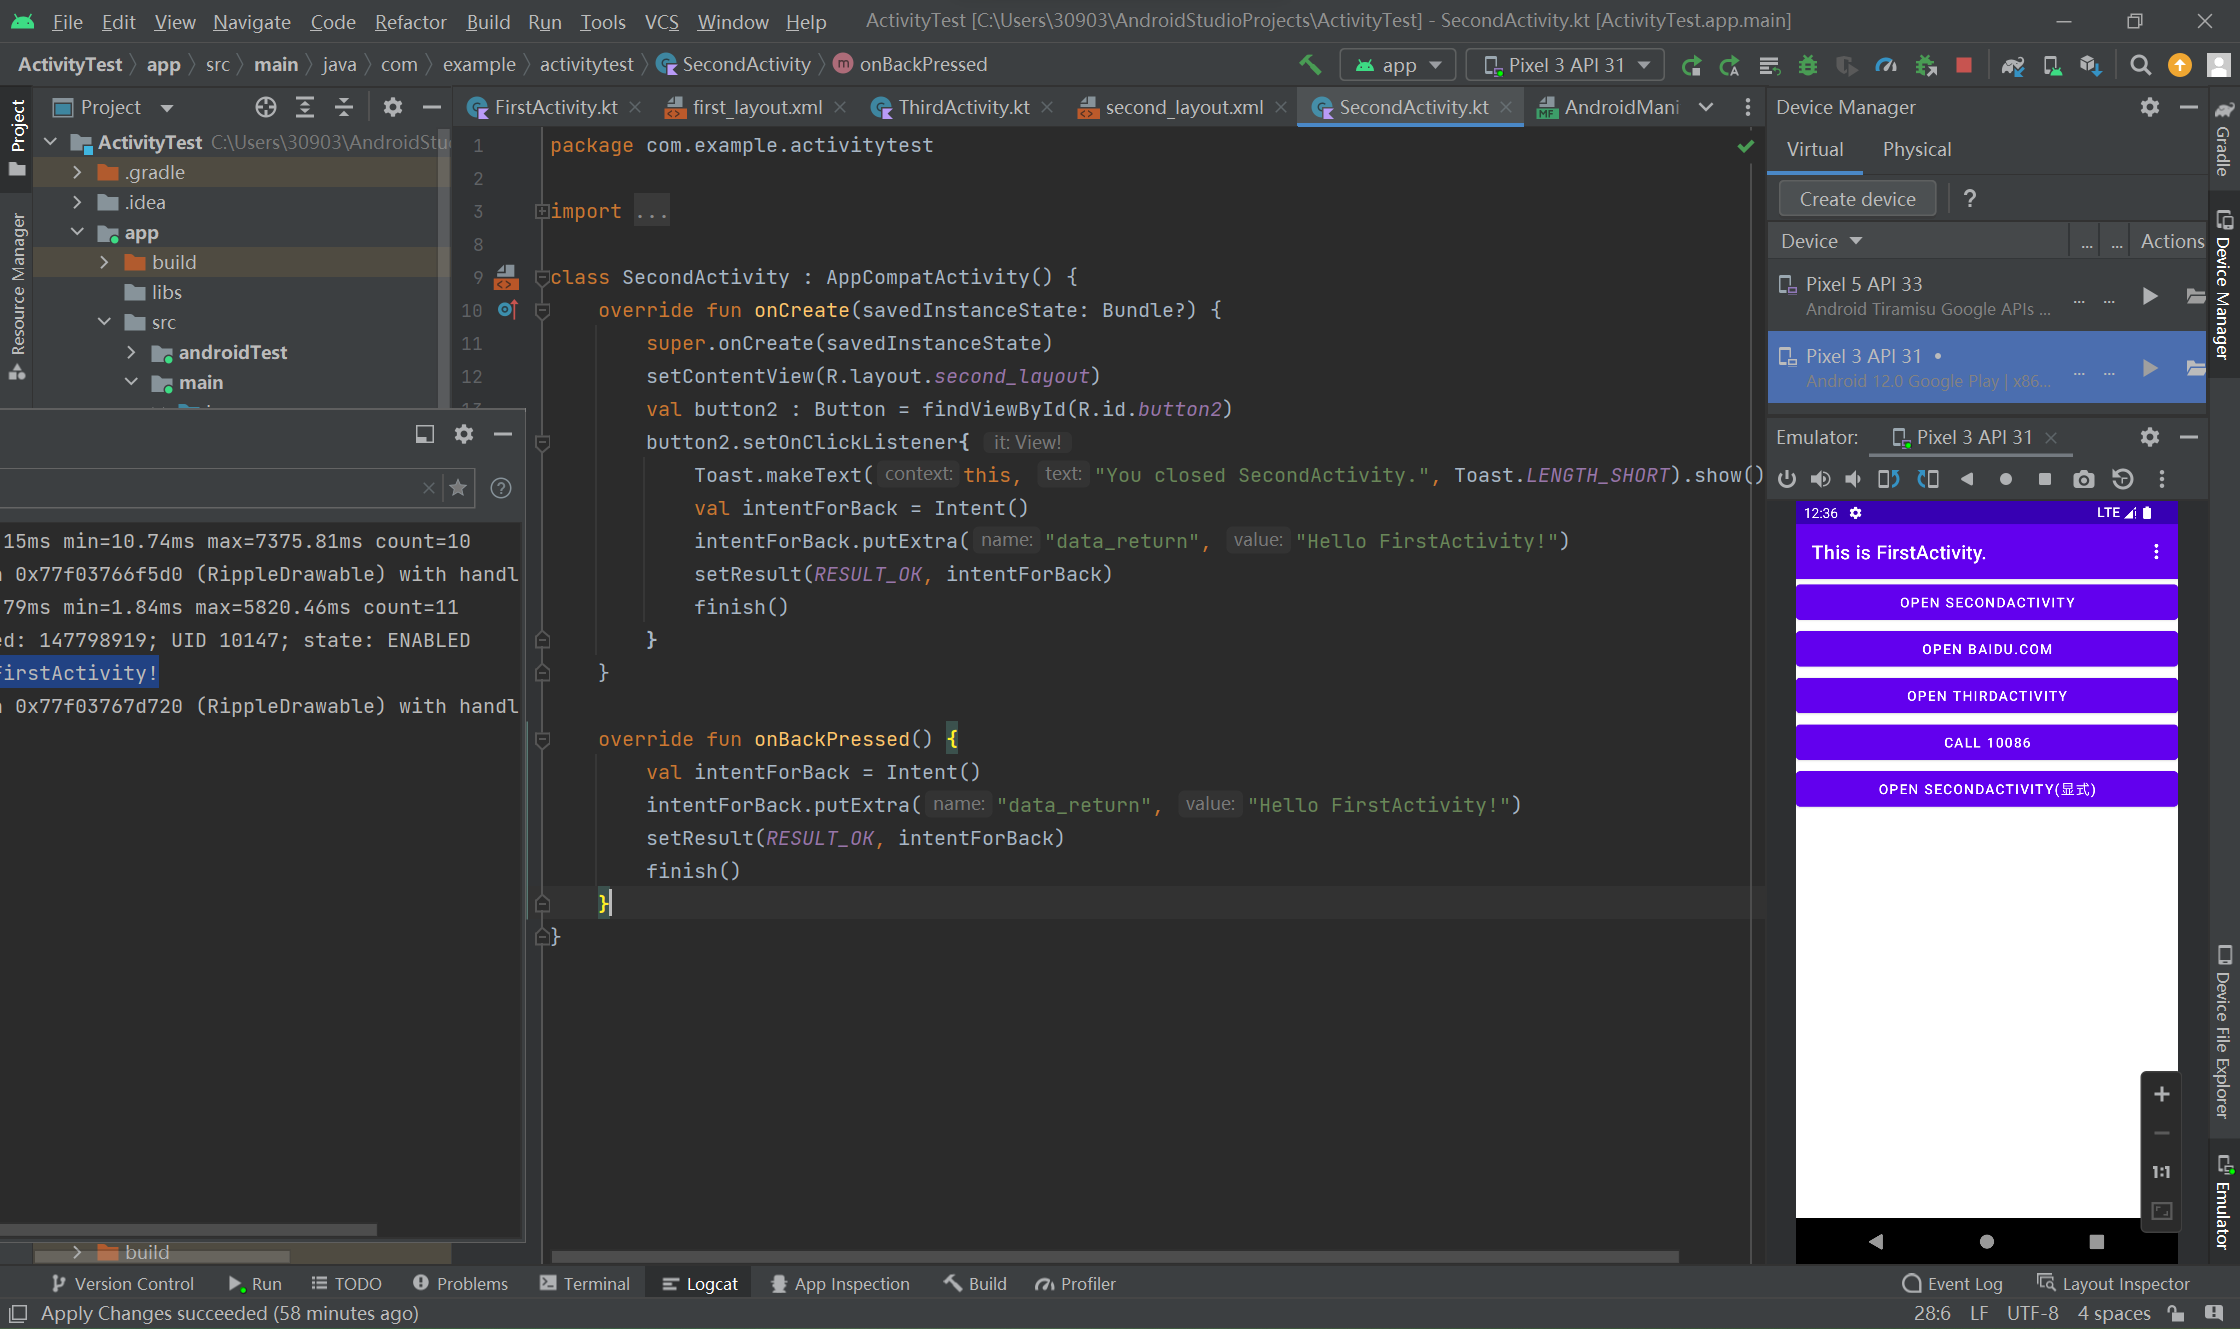 File Edit View Navigate Code Refactor Build Run Tools VCS Window Help ActivityTest [C:\Users\30903\AndroidStudioProjects\ActivityTest] - SecondActivity.kt [ActivityTest.app.main]
ActivityTest app src main java com example activitytest SecondActivity onBackPressed app Pixel 3 API 31
Project FirstActivity.kt first_layout.xml ThirdActivity.kt second_layout.xml SecondActivity.kt AndroidMani Device Manager
Project
Resource Manager
ActivityTest C:\Users\30903\AndroidStu
.gradle
.idea
app
build
libs
src
androidTest
main
15ms min=10.74ms max=7375.81ms count=10
0x77f03766f5d0 (RippleDrawable) with handl
79ms min=1.84ms max=5820.46ms count=11
ed: 147798919; UID 10147; state: ENABLED
FirstActivity!
0x77f03767d720 (RippleDrawable) with handl
build
1 package com.example.activitytest
2
3 import ...
8
9 class SecondActivity : AppCompatActivity() {
10 override fun onCreate(savedInstanceState: Bundle?) {
11 super.onCreate(savedInstanceState)
12 setContentView(R.layout.second_layout)
13 val button2 : Button = findViewById(R.id.button2)
button2.setOnClickListener{ it: View!
Toast.makeText( context: this, text: "You closed SecondActivity.", Toast.LENGTH_SHORT).show()
val intentForBack = Intent()
intentForBack.putExtra( name: "data_return", value: "Hello FirstActivity!")
setResult(RESULT_OK, intentForBack)
finish()
}
}
override fun onBackPressed() {
val intentForBack = Intent()
intentForBack.putExtra( name: "data_return", value: "Hello FirstActivity!")
setResult(RESULT_OK, intentForBack)
finish()
}
}
Virtual Physical
Create device ?
Device ... ... Actions
Pixel 5 API 33
Android Tiramisu Google APIs ... ... ...
Pixel 3 API 31 •
Android 12.0 Google Play | x86... ... ...
Emulator: Pixel 3 API 31
12:36 LTE
This is FirstActivity.
OPEN SECONDACTIVITY
OPEN BAIDU.COM
OPEN THIRDACTIVITY
CALL 10086
OPEN SECONDACTIVITY(显式)
+
−
1:1
Gradle
Device Manager
Device File Explorer
Emulator
Version Control Run TODO Problems Terminal Logcat App Inspection Build Profiler Event Log Layout Inspector
Apply Changes succeeded (58 minutes ago) 28:6 LF UTF-8 4 spaces